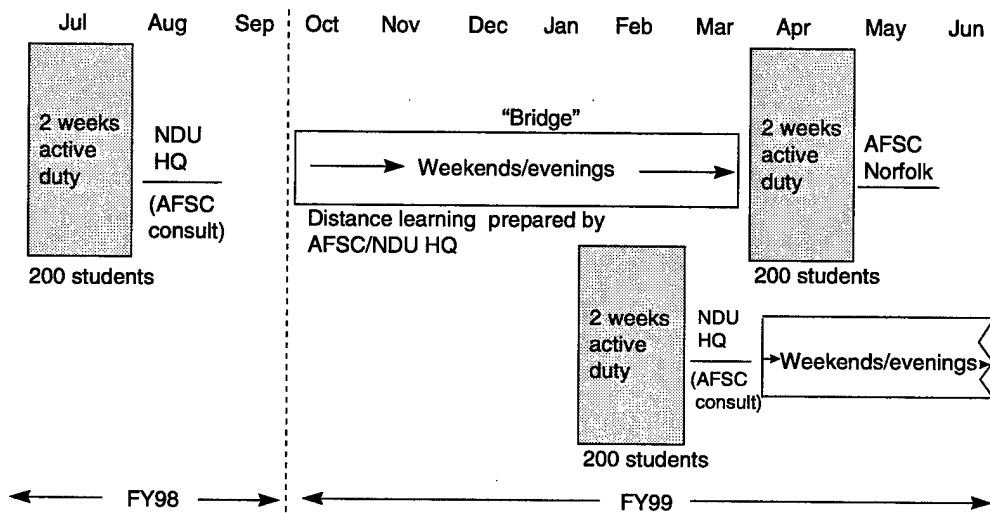 Jul Aug Sep Oct Nov Dec Jan Feb Mar Apr May Jun
2 weeks
active
duty
200 students
NDU
HQ
(AFSC
consult)
“Bridge”
Weekends/evenings
Distance learning prepared by
AFSC/NDU HQ
2 weeks
active
duty
200 students
AFSC
Norfolk
2 weeks
active
duty
200 students
NDU
HQ
(AFSC
consult)
Weekends/evenings
FY98
FY99